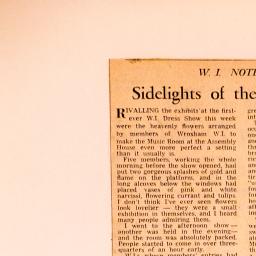 W. I. NOT
Sidelights of the
RIVALLING the exhibits at the first-
ever W.I. Dress Show this week
were the heavenly flowers arranged
by members of Wroxham W.I. to
make the Music Room at the Assembly
House even more perfect a setting
than it usually is.
Five members, working the whole
morning before the show opened, had
put two gorgeous splashes of gold and
flame on the platform, and in the
long alcoves below the windows had
placed vases of pink and white
narcissi, flowering currant and tulips.
I don't think I've ever seen flowers
look lovelier — they were a small
exhibition in themselves, and I heard
many people admiring them.
I went to the afternoon show—
another was held in the evening—
and the room was absolutely packed.
People started to come in over three-
quarters of an hour early.